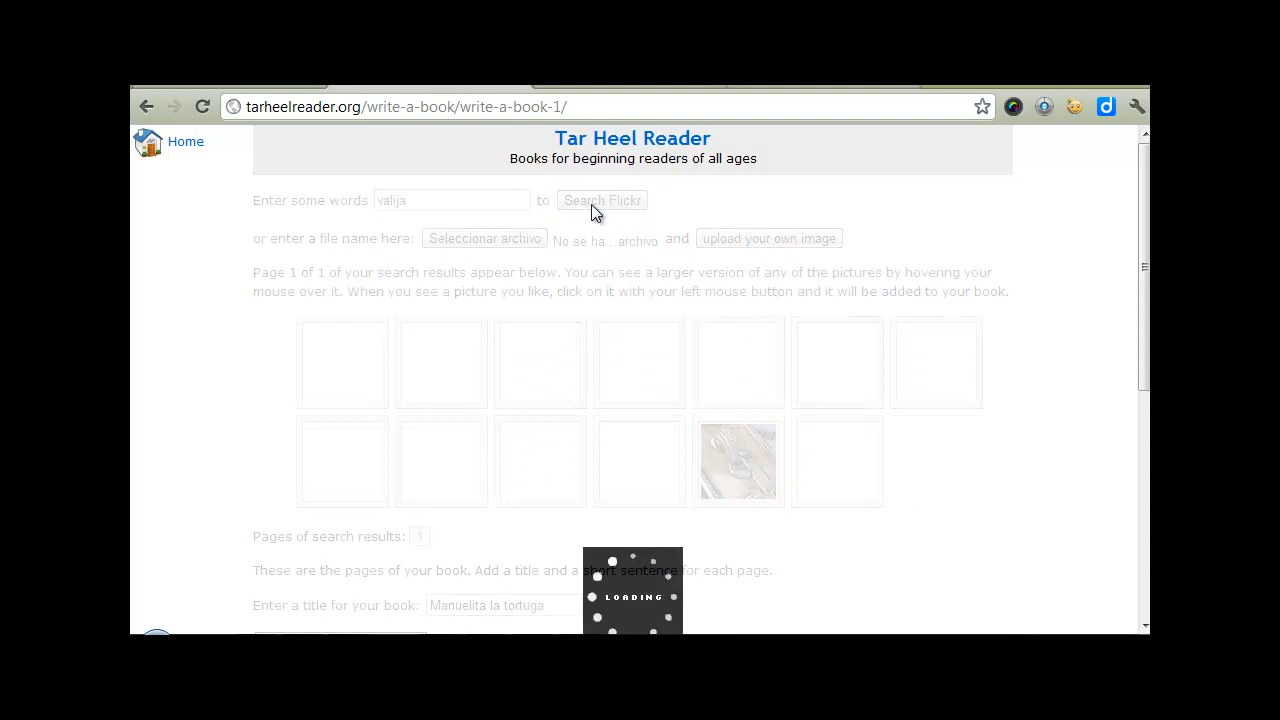 tarheelreader.org/write-a-book/write-a-book-1/
Home
Tar Heel Reader
Books for beginning readers of all ages
Enter some words valija to Search Flickr
or enter a file name here: Seleccionar archivo No se ha...archivo and upload your own image
Page 1 of 1 of your search results appear below. You can see a larger version of any of the pictures by hovering your
mouse over it. When you see a picture you like, click on it with your left mouse button and it will be added to your book.
Pages of search results: 1
These are the pages of your book. Add a title and a short sentence for each page.
LOADING
Enter a title for your book: Manuelita la tortuga